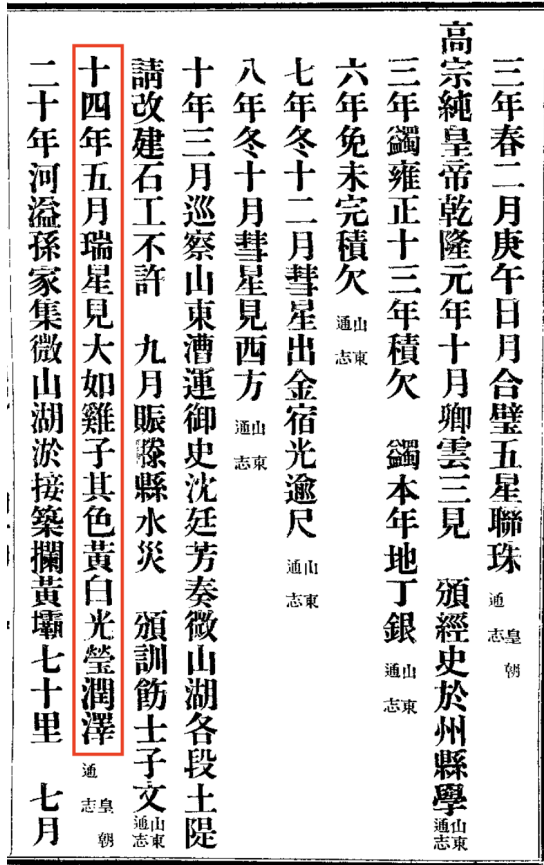 三年春二月庚午日月合璧五星聯珠 皇朝通志
高宗純皇帝乾隆元年十月卿雲三見　頒經史於州縣學 山東通志
三年蠲雍正十三年積欠　蠲本年地丁銀 山東通志
六年免未完積欠 山東通志
七年冬十二月彗星出金宿光逾尺 山東通志
八年冬十月彗星見西方 山東通志
十年三月巡察山東漕運御史沈廷芳奏微山湖各段土隄
請改建石工不許　九月賑滕縣水災　頒訓飭士子文 山東通志
十四年五月瑞星見大如雞子其色黃白光瑩潤澤 皇朝通志
二十年河溢孫家集微山湖淤接築攔黃壩七十里　七月